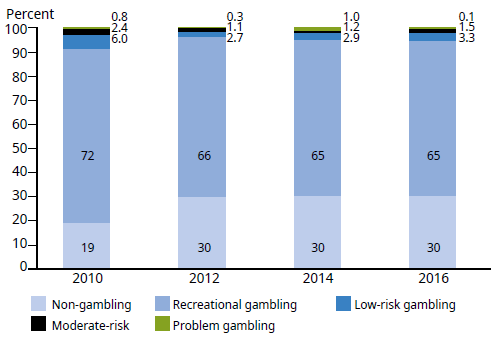 Percent
0.8 0.3 1.0 0.1
100 2.4 1.1 1.2 1.5
90 6.0 2.7 2.9 3.3
80
70
60
50 72 66 65 65
40
30
20
10 19 30 30 30
0
2010 2012 2014 2016
Non-gambling Recreational gambling Low-risk gambling
Moderate-risk Problem gambling